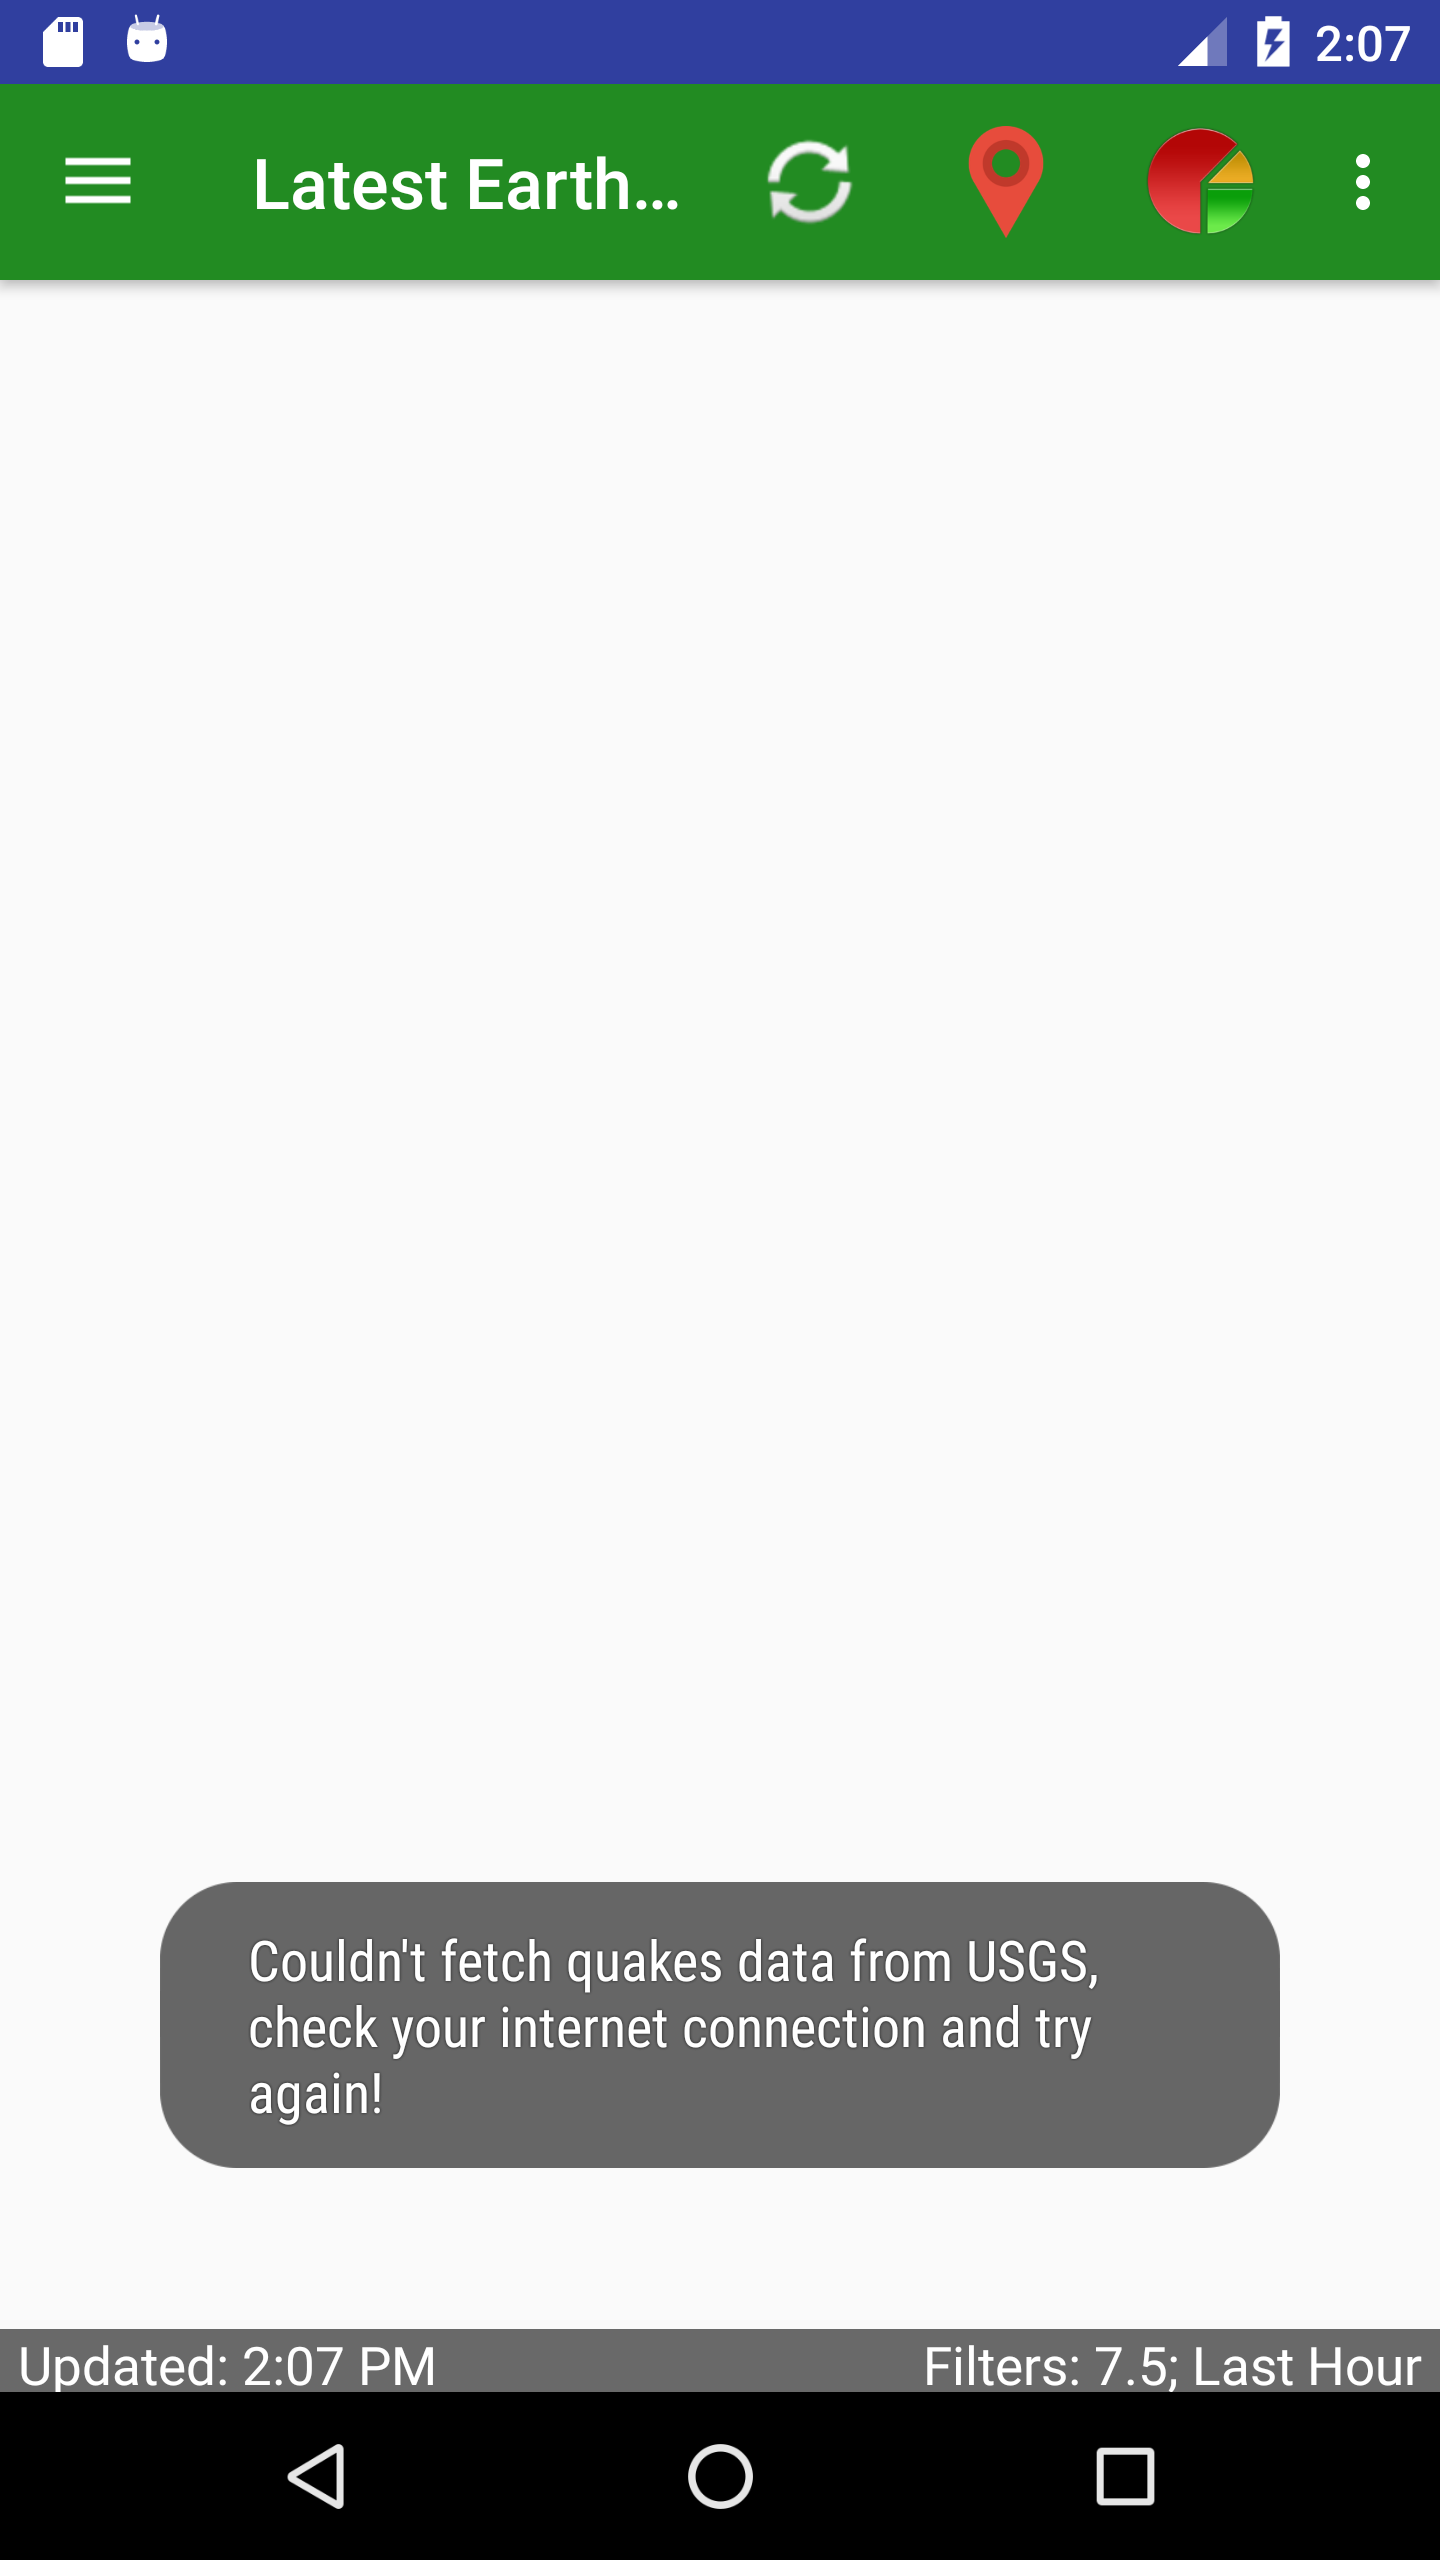 2:07
Latest Earth...
Couldn't fetch quakes data from USGS,
check your internet connection and try
again!
Updated: 2:07 PM
Filters: 7.5; Last Hour